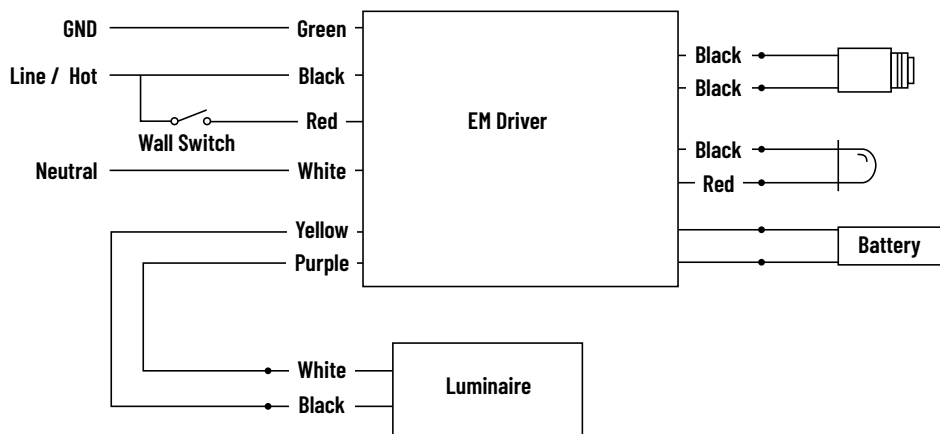 GND
Green
Line / Hot
Black
Red
Wall Switch
Neutral
White
Yellow
Purple
EM Driver
Black
Black
Black
Red
Battery
White
Black
Luminaire